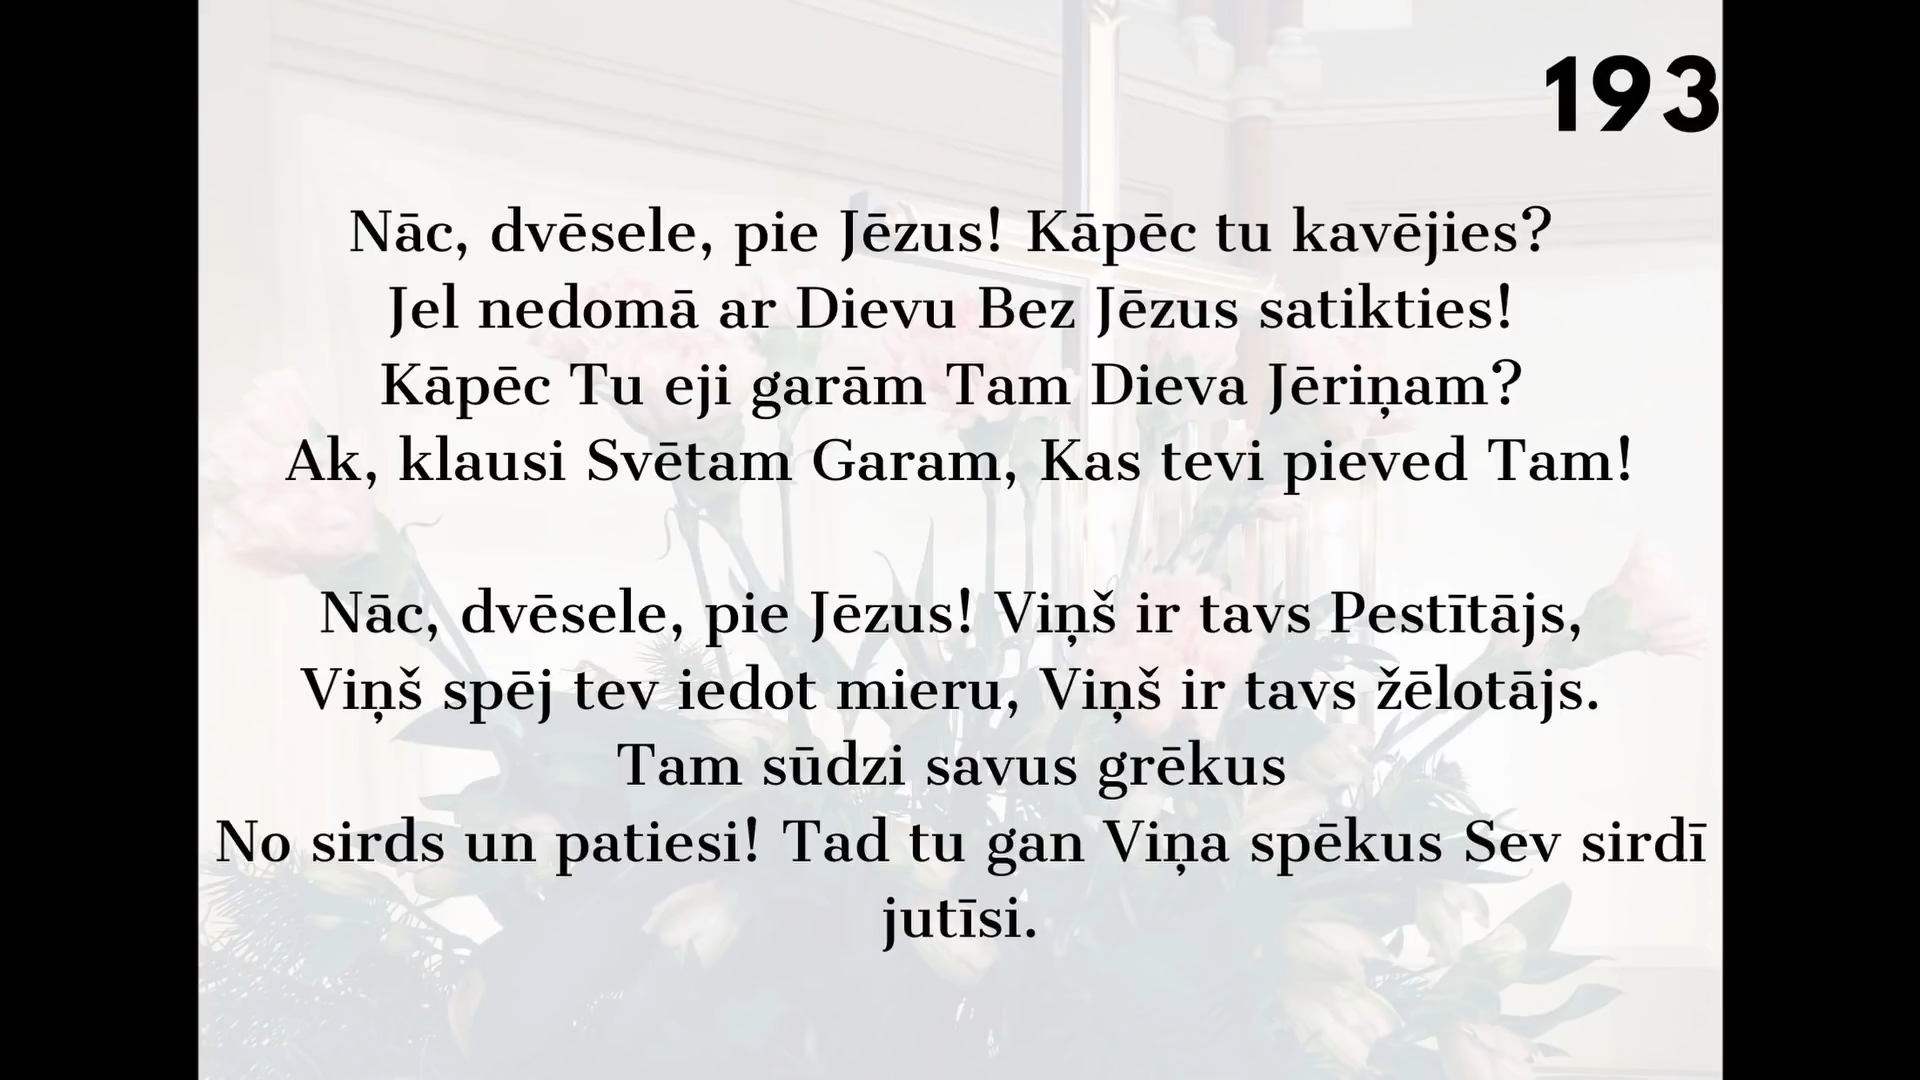 193
Nāc, dvēsele, pie Jēzus! Kāpēc tu kavējies?
Jel nedomā ar Dievu Bez Jēzus satikties!
Kāpēc Tu eji garām Tam Dieva Jēriņam?
Ak, klausi Svētam Garam, Kas tevi pieved Tam!
Nāc, dvēsele, pie Jēzus! Viņš ir tavs Pestītājs,
Viņš spēj tev iedot mieru, Viņš ir tavs žēlotājs.
Tam sūdzi savus grēkus
No sirds un patiesi! Tad tu gan Viņa spēkus Sev sirdī
jutīsi.